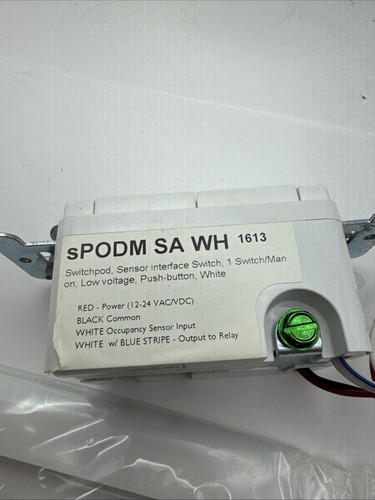 sPODM SA WH 1613
Switchpod, Sensor interface Switch, 1 Switch/Man
on, Low voltage, Push-button, White
RED - Power (12-24 VAC/VDC)
BLACK Common
WHITE Occupancy Sensor Input
WHITE w/ BLUE STRIPE - Output to Relay